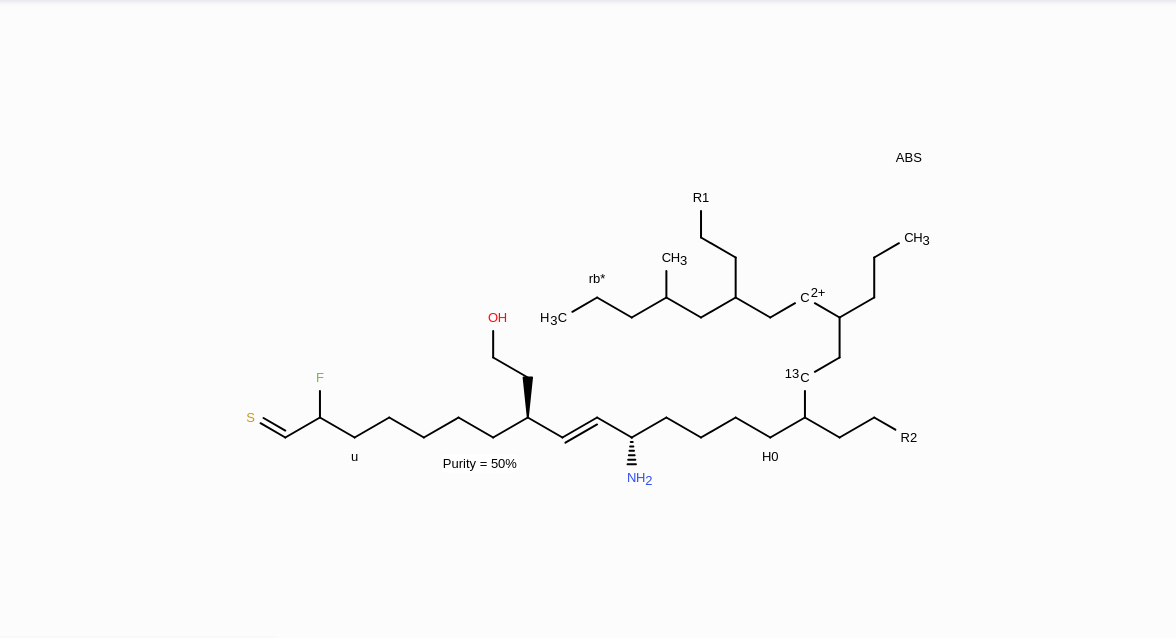 ABS
R1
CH3
CH3
rb*
C2+
H3C
OH
13C
F
S
R2
u
H0
Purity = 50%
NH2